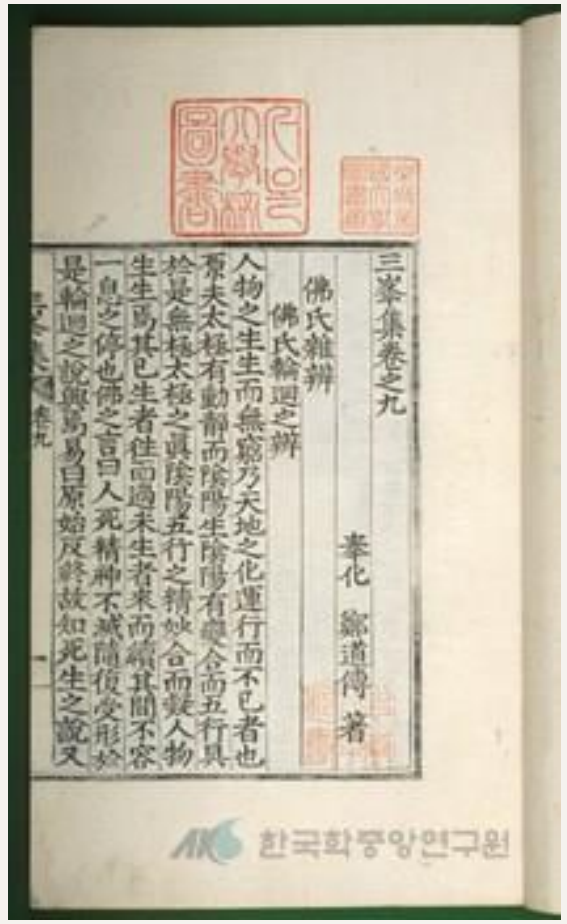 三峯集卷之九
奉化 鄭道傳 著
佛氏雜辨
佛氏輪迴之辨
人物之生生而無窮乃天地之化運行而不已者也
原夫太極有動靜而陰陽生陰陽有變合而五行具
於是無極太極之眞陰陽五行之精妙合而凝人物
生生焉其已生者徃而過未生者來而續其間不容
一息之停也佛之言曰人死精神不滅隨復受形於
是輪迴之說興焉易曰原始反終故知死生之說又
三峯集 卷九
一
한국학중앙연구원